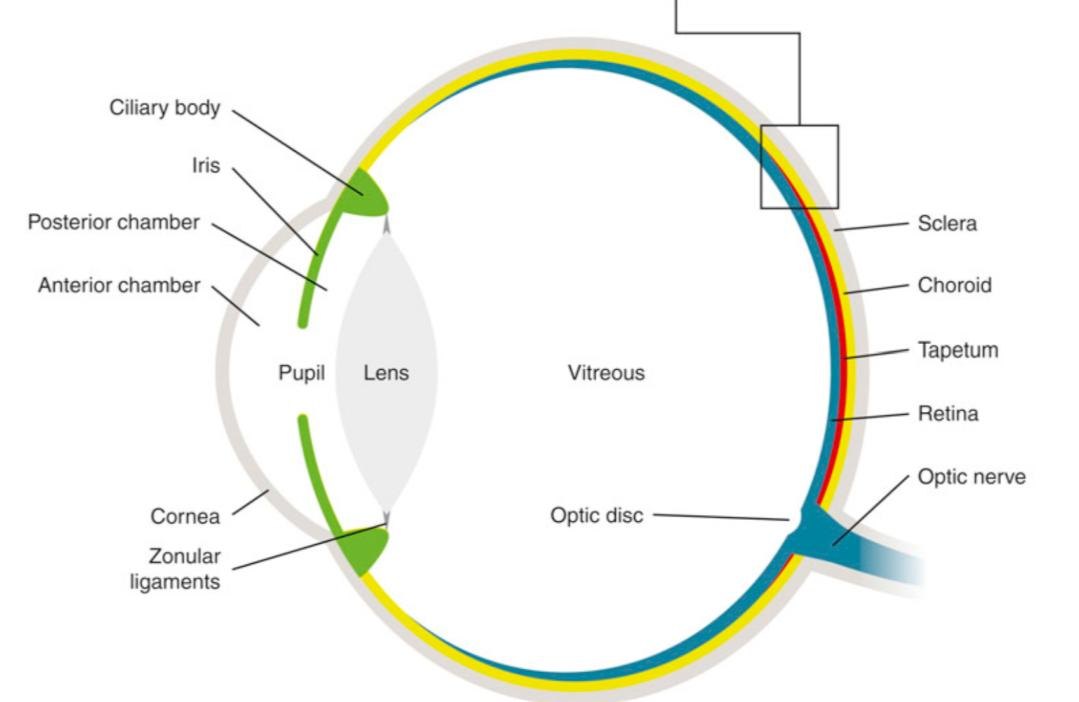 Ciliary body
Iris
Posterior chamber
Anterior chamber
Pupil
Lens
Vitreous
Cornea
Zonular
ligaments
Optic disc
Sclera
Choroid
Tapetum
Retina
Optic nerve